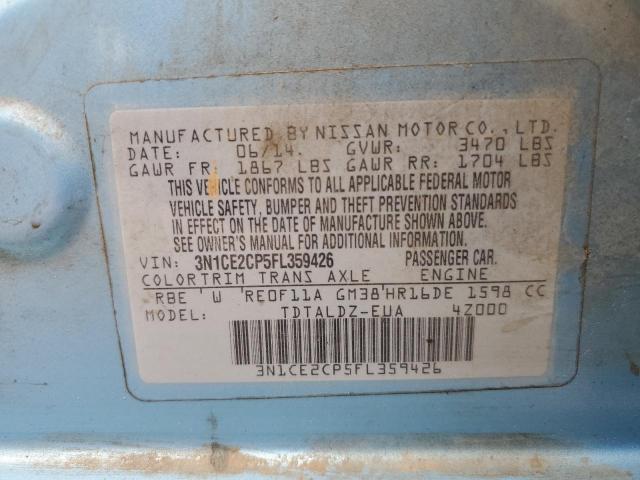 MANUFACTURED BY NISSAN MOTOR CO., LTD.
DATE: 06/14. GVWR: 3470 LBS
GAWR FR: 1867 LBS GAWR RR: 1704 LBS
THIS VEHICLE CONFORMS TO ALL APPLICABLE FEDERAL MOTOR
VEHICLE SAFETY, BUMPER AND THEFT PREVENTION STANDARDS
IN EFFECT ON THE DATE OF MANUFACTURE SHOWN ABOVE.
SEE OWNER'S MANUAL FOR ADDITIONAL INFORMATION.
VIN: 3N1CE2CP5FL359426 PASSENGER CAR.
COLOR TRIM TRANS AXLE ENGINE
RBE W RE0F11A GM38 HR16DE 1598 CC
MODEL: TDTALDZ-EUA 4Z000
3N1CE2CP5FL359426